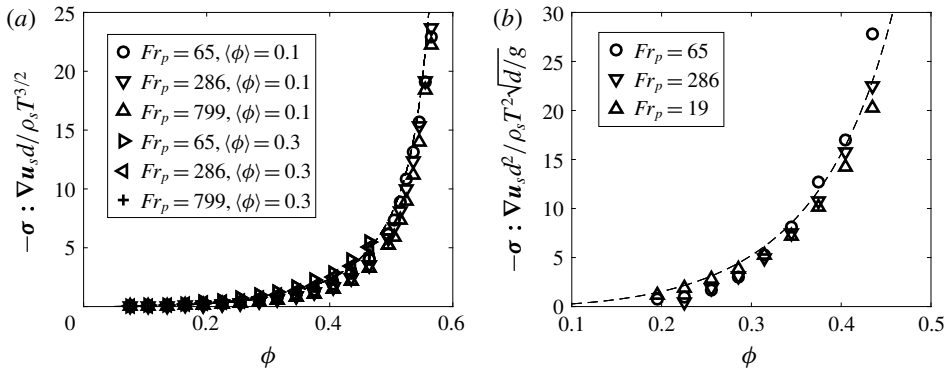 (a)
25
20
15
10
5
0
0.2
0.4
0.6
ϕ
−σ : ∇u_s d/ρ_s T^{3/2}
Fr_p = 65, ⟨ϕ⟩ = 0.1
Fr_p = 286, ⟨ϕ⟩ = 0.1
Fr_p = 799, ⟨ϕ⟩ = 0.1
Fr_p = 65, ⟨ϕ⟩ = 0.3
Fr_p = 286, ⟨ϕ⟩ = 0.3
Fr_p = 799, ⟨ϕ⟩ = 0.3
(b)
30
25
20
15
10
5
0
0.1
0.2
0.3
0.4
0.5
ϕ
−σ : ∇u_s d²/ρ_s T²√(d/g)
Fr_p = 65
Fr_p = 286
Fr_p = 19